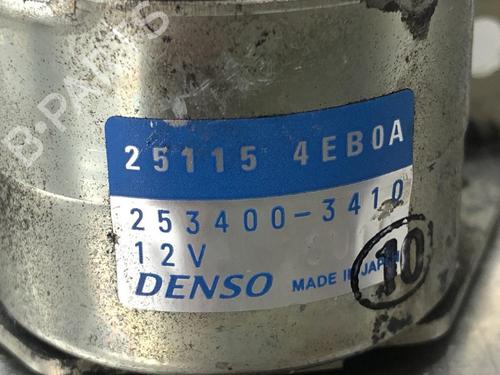 B-PARTS
25115 4EB0A
253400-3410
12V
DENSO MADE IN JAPAN
10